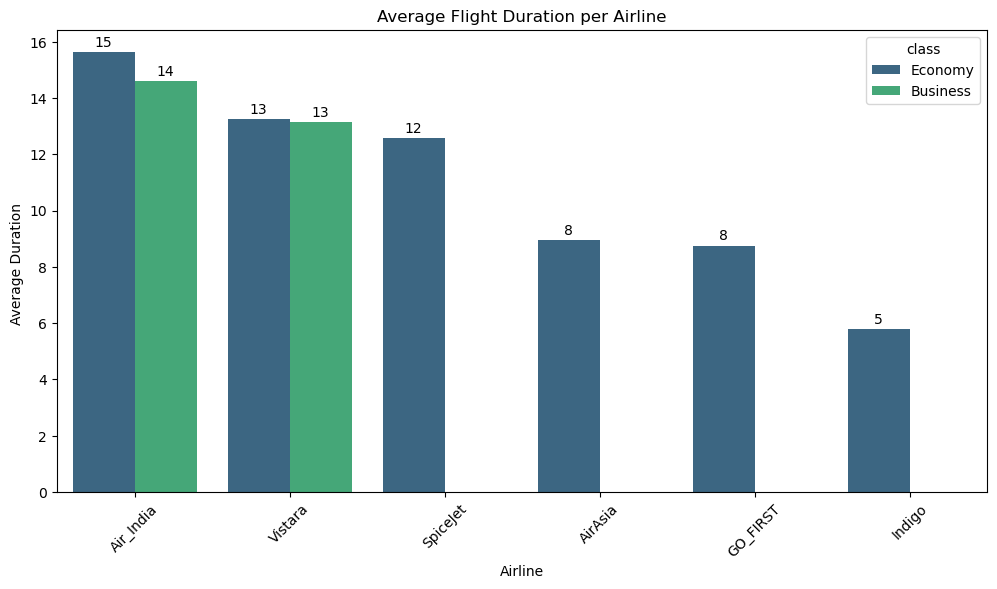 Average Flight Duration per Airline
class
Economy
Business
Average Duration
16
14
12
10
8
6
4
2
0
15
14
13
13
12
8
8
5
Air_India
Vistara
SpiceJet
AirAsia
GO_FIRST
Indigo
Airline